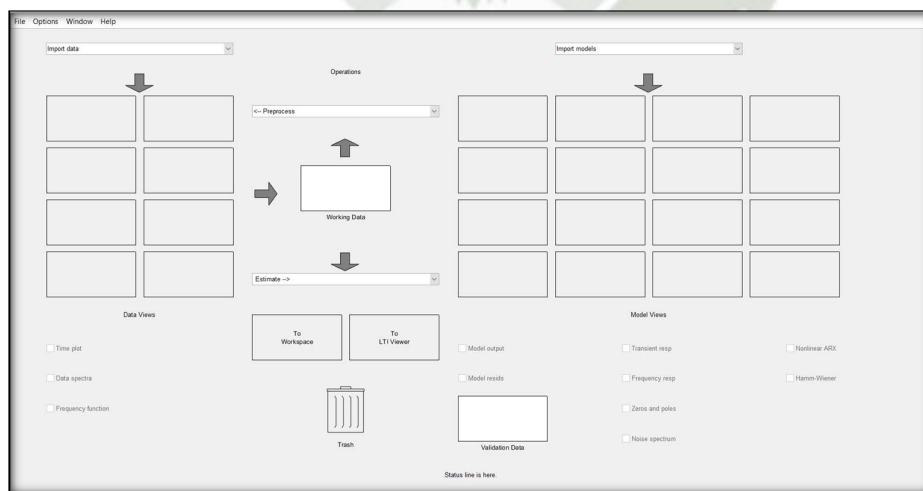 File Options Window Help
Import data
Import models
Operations
<-- Preprocess
Working Data
Estimate -->
Data Views
Model Views
To
Workspace
To
LTI Viewer
Time plot
Model output
Transient resp
Nonlinear ARX
Data spectra
Model resids
Frequency resp
Hamm-Wiener
Frequency function
Zeros and poles
Trash
Validation Data
Noise spectrum
Status line is here.